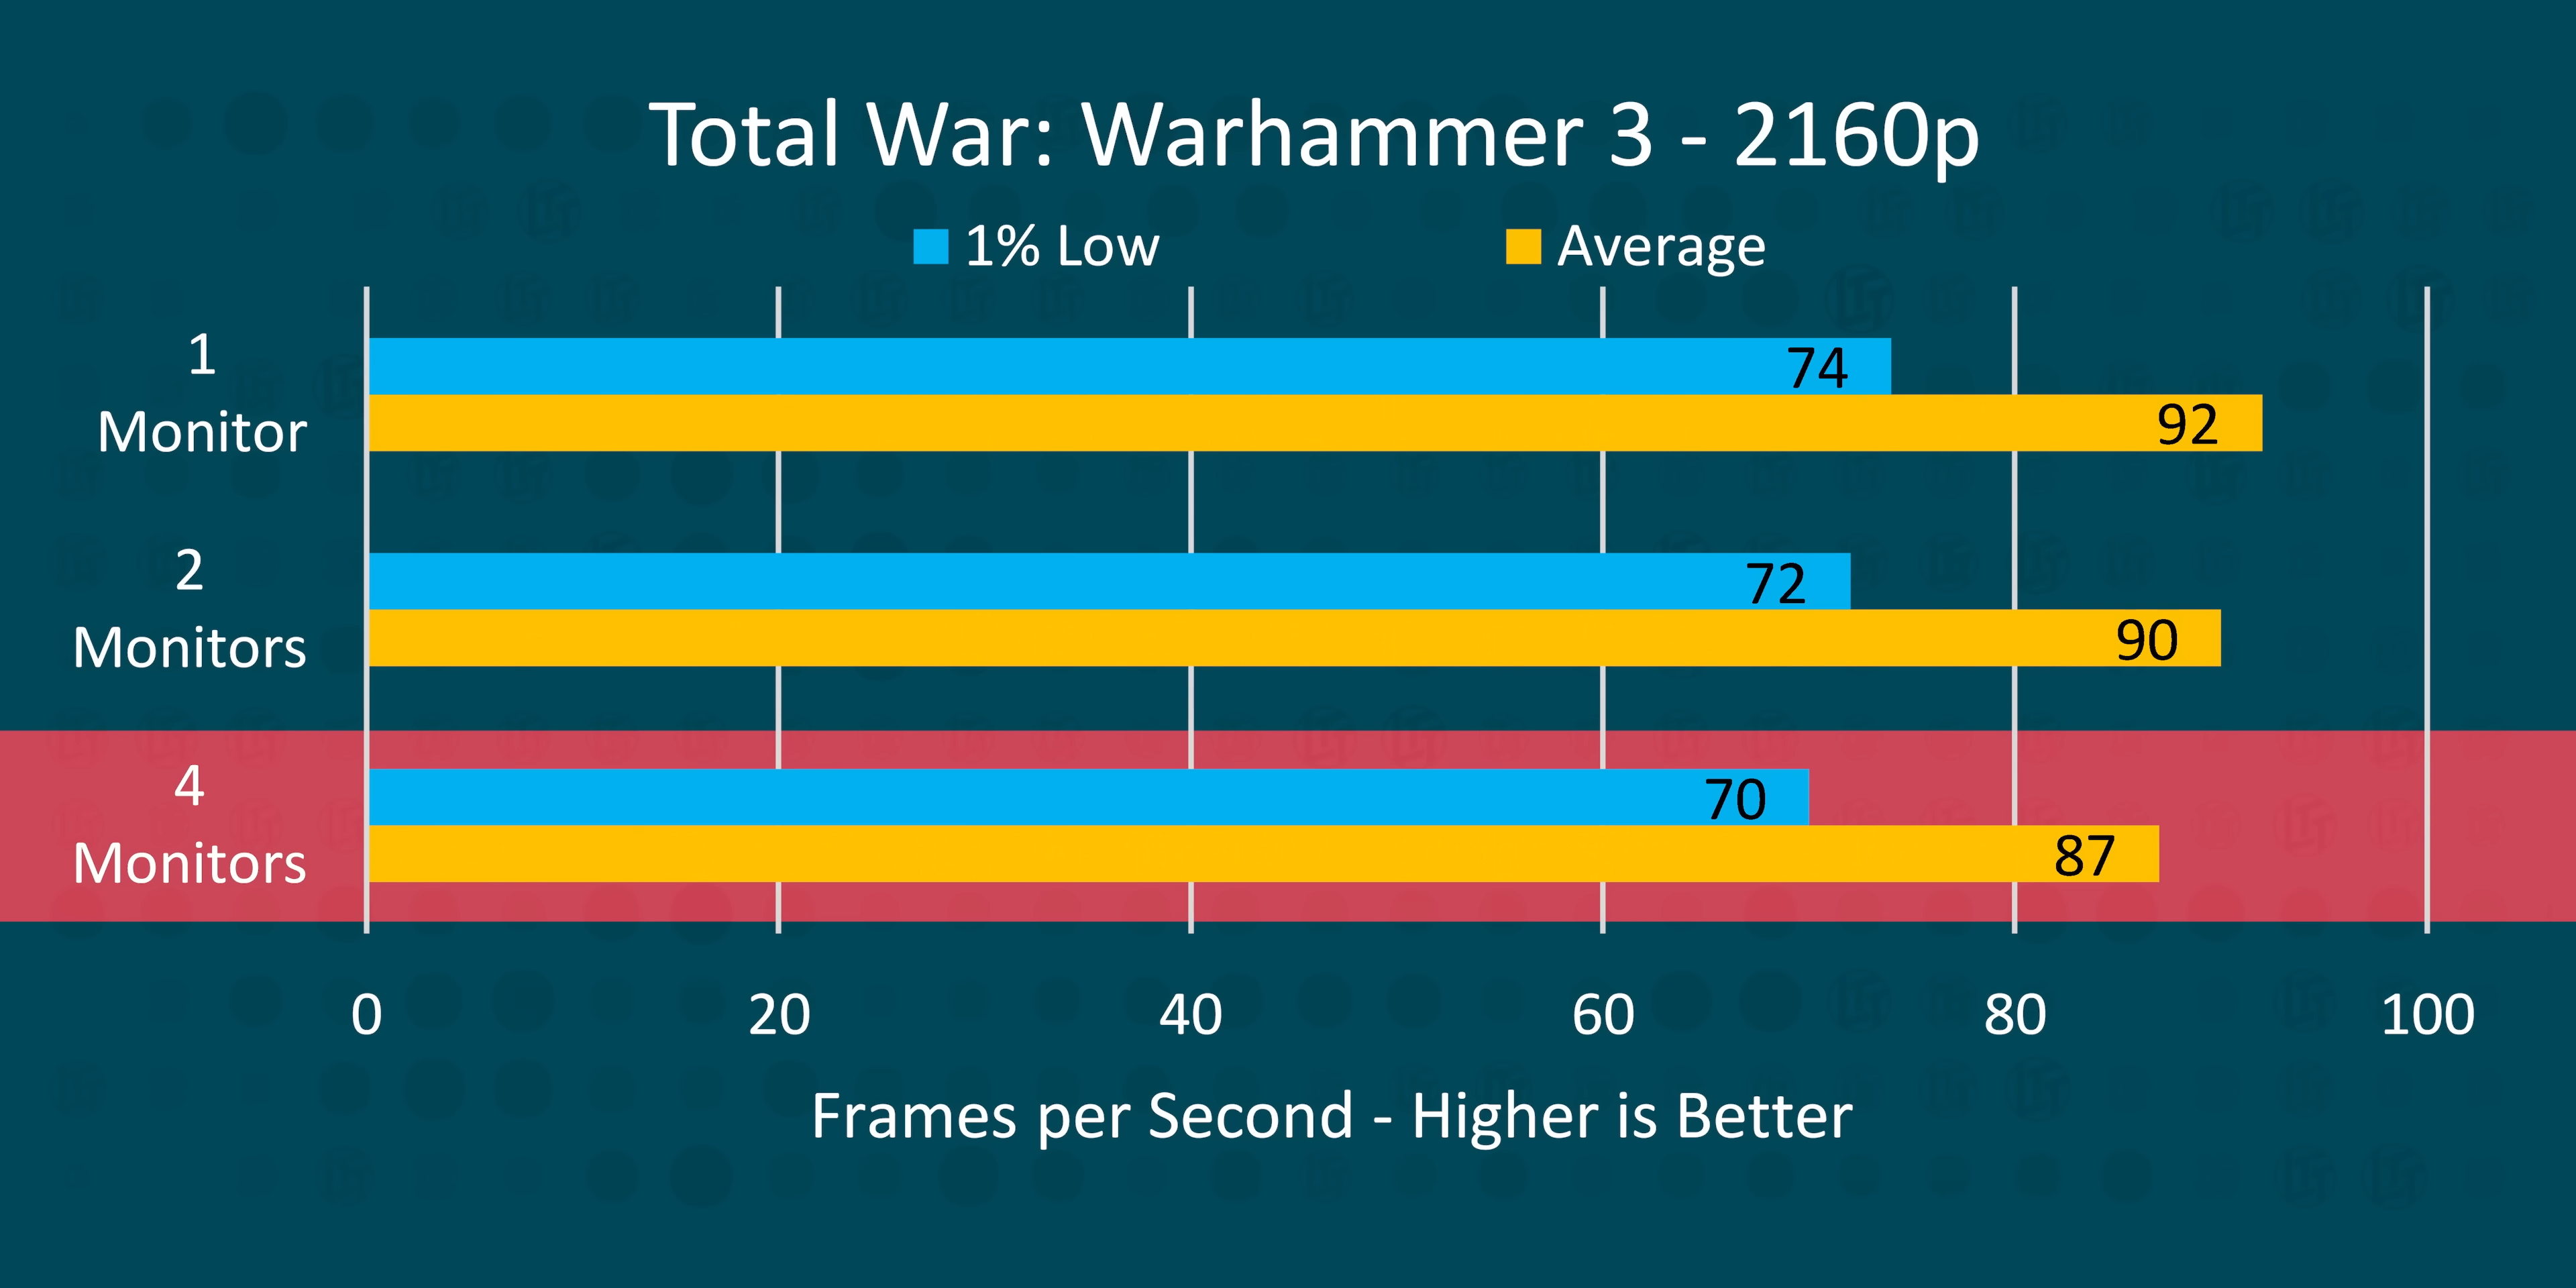 Total War: Warhammer 3 - 2160p
1% Low
Average
1
Monitor
74
92
2
Monitors
72
90
4
Monitors
70
87
0
20
40
60
80
100
Frames per Second - Higher is Better